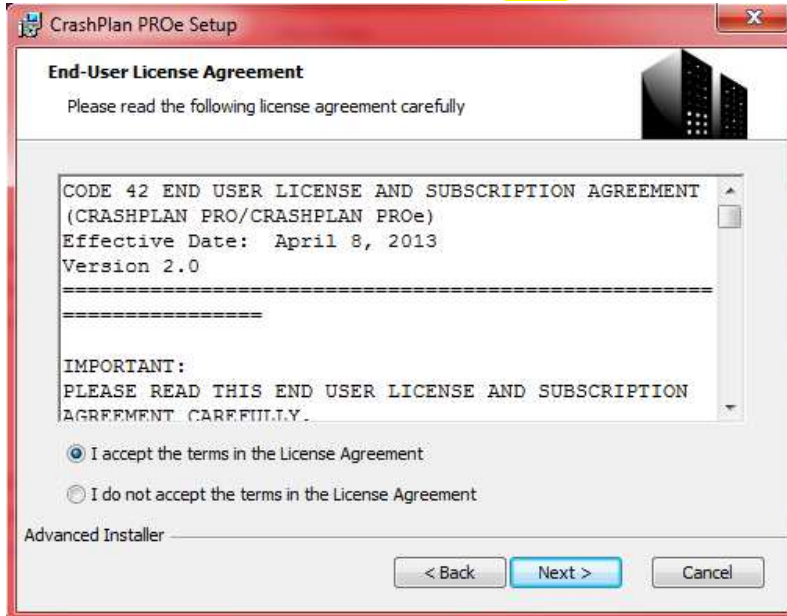 CrashPlan PROe Setup
End-User License Agreement
Please read the following license agreement carefully
CODE 42 END USER LICENSE AND SUBSCRIPTION AGREEMENT
(CRASHPLAN PRO/CRASHPLAN PROe)
Effective Date:  April 8, 2013
Version 2.0
====================================================
================
IMPORTANT:
PLEASE READ THIS END USER LICENSE AND SUBSCRIPTION
AGREEMENT CAREFULLY.
I accept the terms in the License Agreement
I do not accept the terms in the License Agreement
Advanced Installer
< Back Next > Cancel